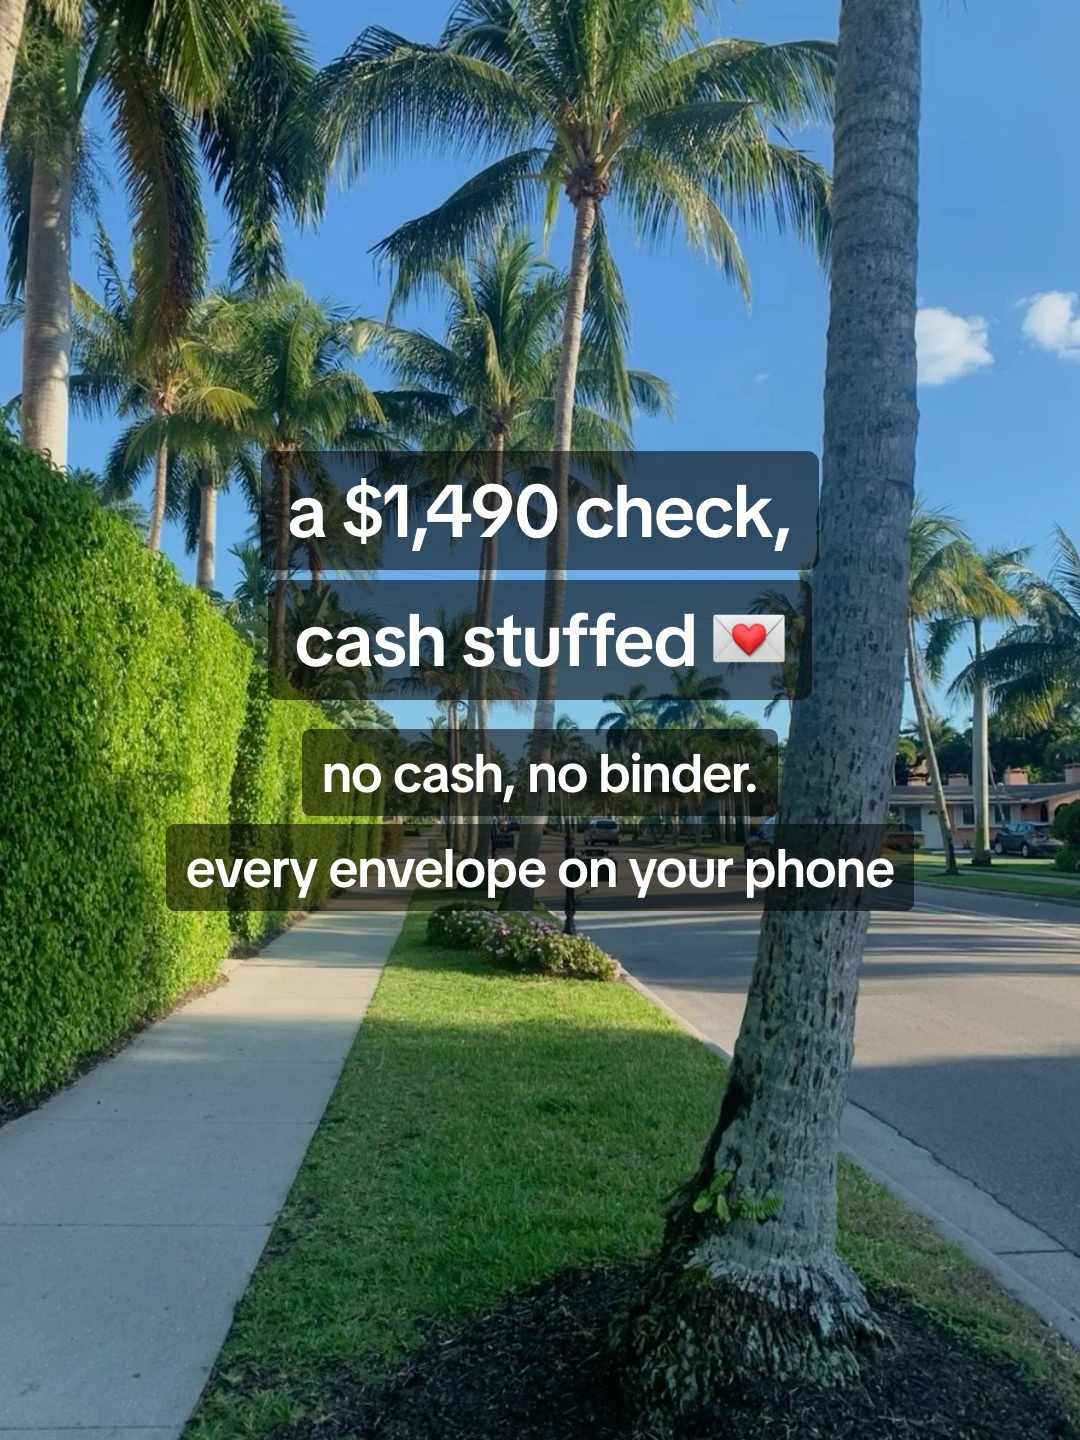 a $1,490 check,
cash stuffed 💌
no cash, no binder.
every envelope on your phone